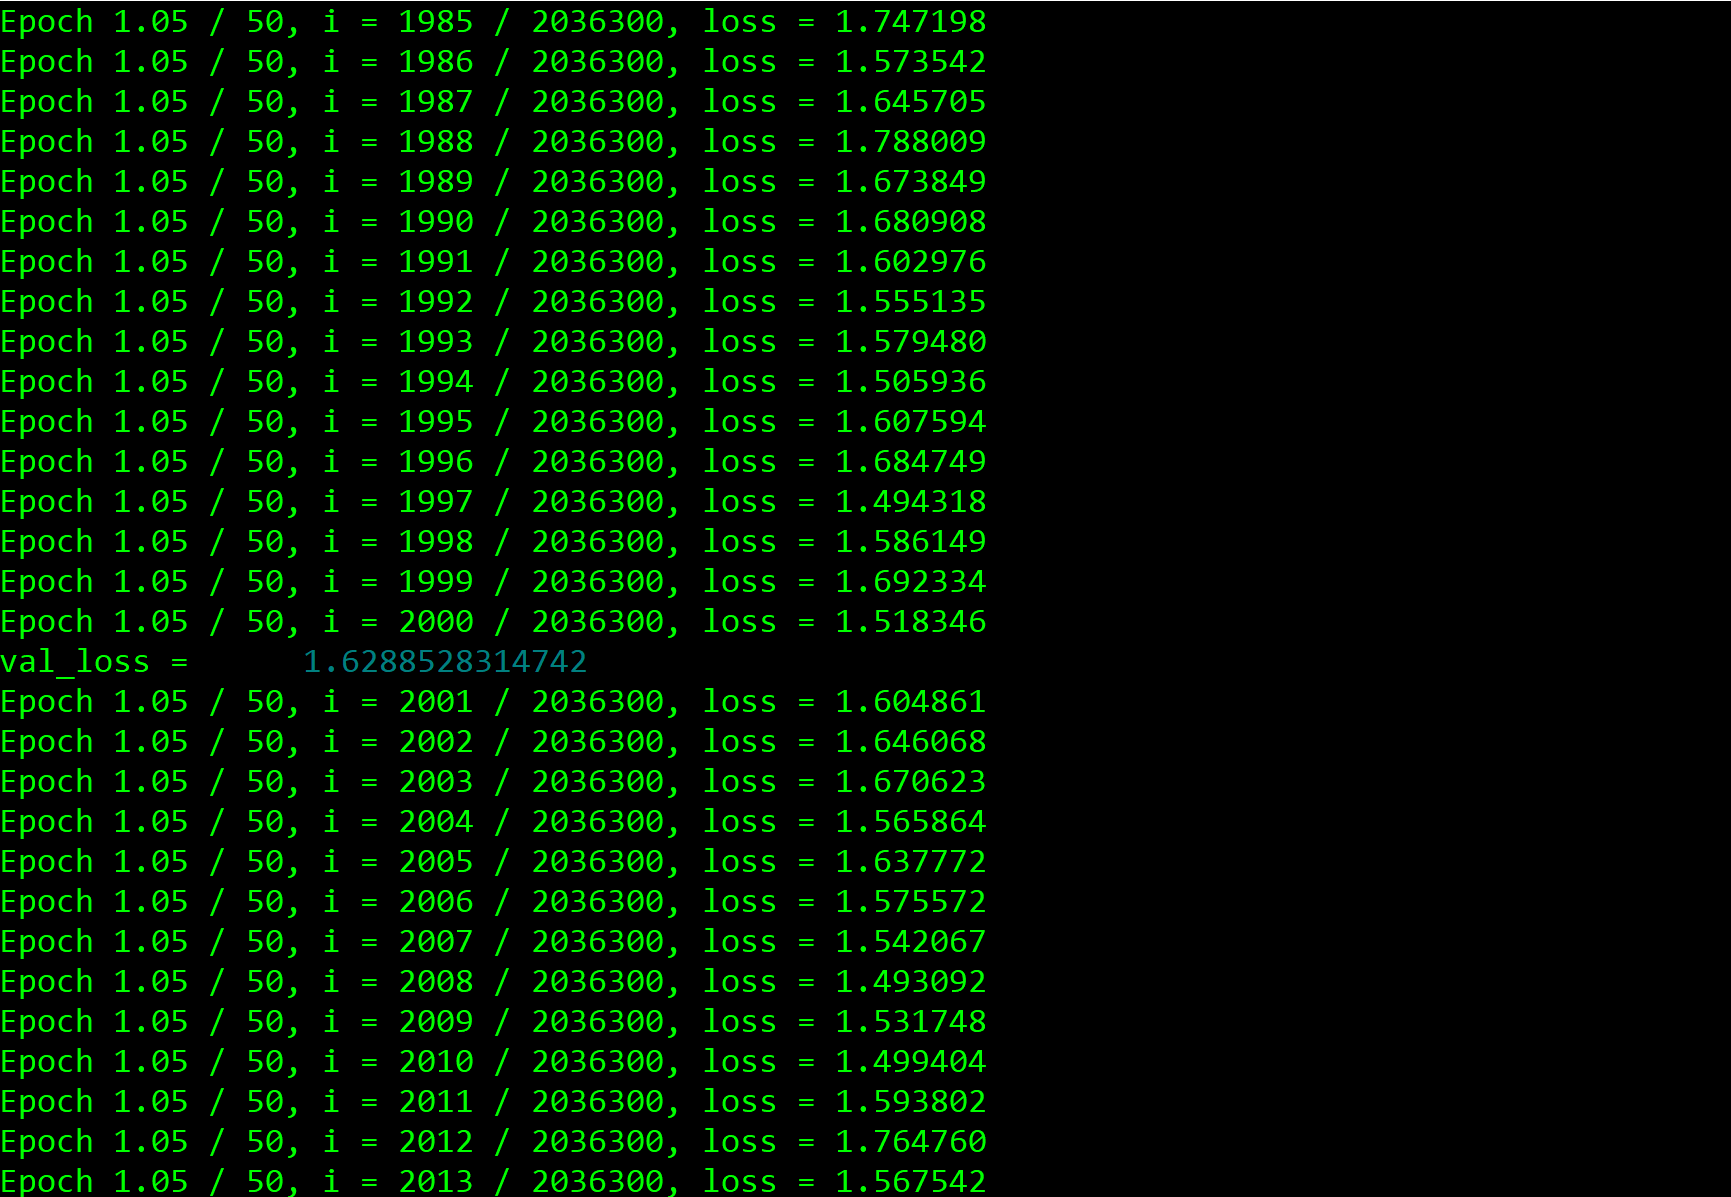 Epoch 1.05 / 50, i = 1985 / 2036300, loss = 1.747198
Epoch 1.05 / 50, i = 1986 / 2036300, loss = 1.573542
Epoch 1.05 / 50, i = 1987 / 2036300, loss = 1.645705
Epoch 1.05 / 50, i = 1988 / 2036300, loss = 1.788009
Epoch 1.05 / 50, i = 1989 / 2036300, loss = 1.673849
Epoch 1.05 / 50, i = 1990 / 2036300, loss = 1.680908
Epoch 1.05 / 50, i = 1991 / 2036300, loss = 1.602976
Epoch 1.05 / 50, i = 1992 / 2036300, loss = 1.555135
Epoch 1.05 / 50, i = 1993 / 2036300, loss = 1.579480
Epoch 1.05 / 50, i = 1994 / 2036300, loss = 1.505936
Epoch 1.05 / 50, i = 1995 / 2036300, loss = 1.607594
Epoch 1.05 / 50, i = 1996 / 2036300, loss = 1.684749
Epoch 1.05 / 50, i = 1997 / 2036300, loss = 1.494318
Epoch 1.05 / 50, i = 1998 / 2036300, loss = 1.586149
Epoch 1.05 / 50, i = 1999 / 2036300, loss = 1.692334
Epoch 1.05 / 50, i = 2000 / 2036300, loss = 1.518346
val_loss =      1.6288528314742
Epoch 1.05 / 50, i = 2001 / 2036300, loss = 1.604861
Epoch 1.05 / 50, i = 2002 / 2036300, loss = 1.646068
Epoch 1.05 / 50, i = 2003 / 2036300, loss = 1.670623
Epoch 1.05 / 50, i = 2004 / 2036300, loss = 1.565864
Epoch 1.05 / 50, i = 2005 / 2036300, loss = 1.637772
Epoch 1.05 / 50, i = 2006 / 2036300, loss = 1.575572
Epoch 1.05 / 50, i = 2007 / 2036300, loss = 1.542067
Epoch 1.05 / 50, i = 2008 / 2036300, loss = 1.493092
Epoch 1.05 / 50, i = 2009 / 2036300, loss = 1.531748
Epoch 1.05 / 50, i = 2010 / 2036300, loss = 1.499404
Epoch 1.05 / 50, i = 2011 / 2036300, loss = 1.593802
Epoch 1.05 / 50, i = 2012 / 2036300, loss = 1.764760
Epoch 1.05 / 50, i = 2013 / 2036300, loss = 1.567542